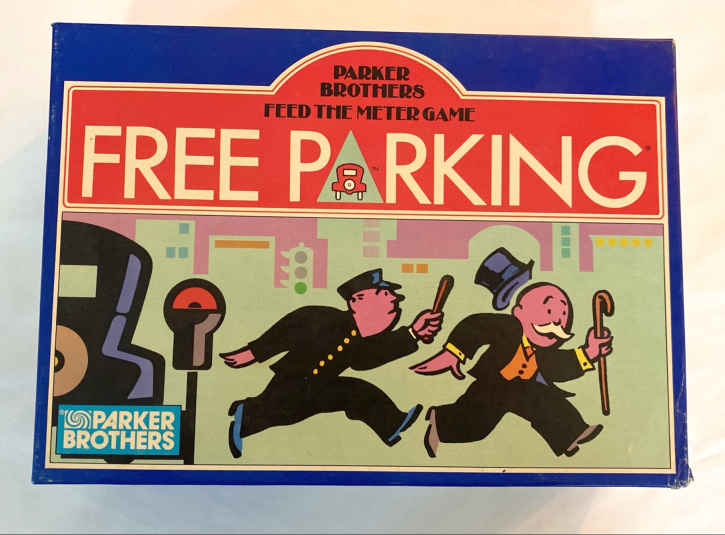 PARKER
BROTHERS
FEED THE METER GAME
FREE PARKING
PARKER
BROTHERS